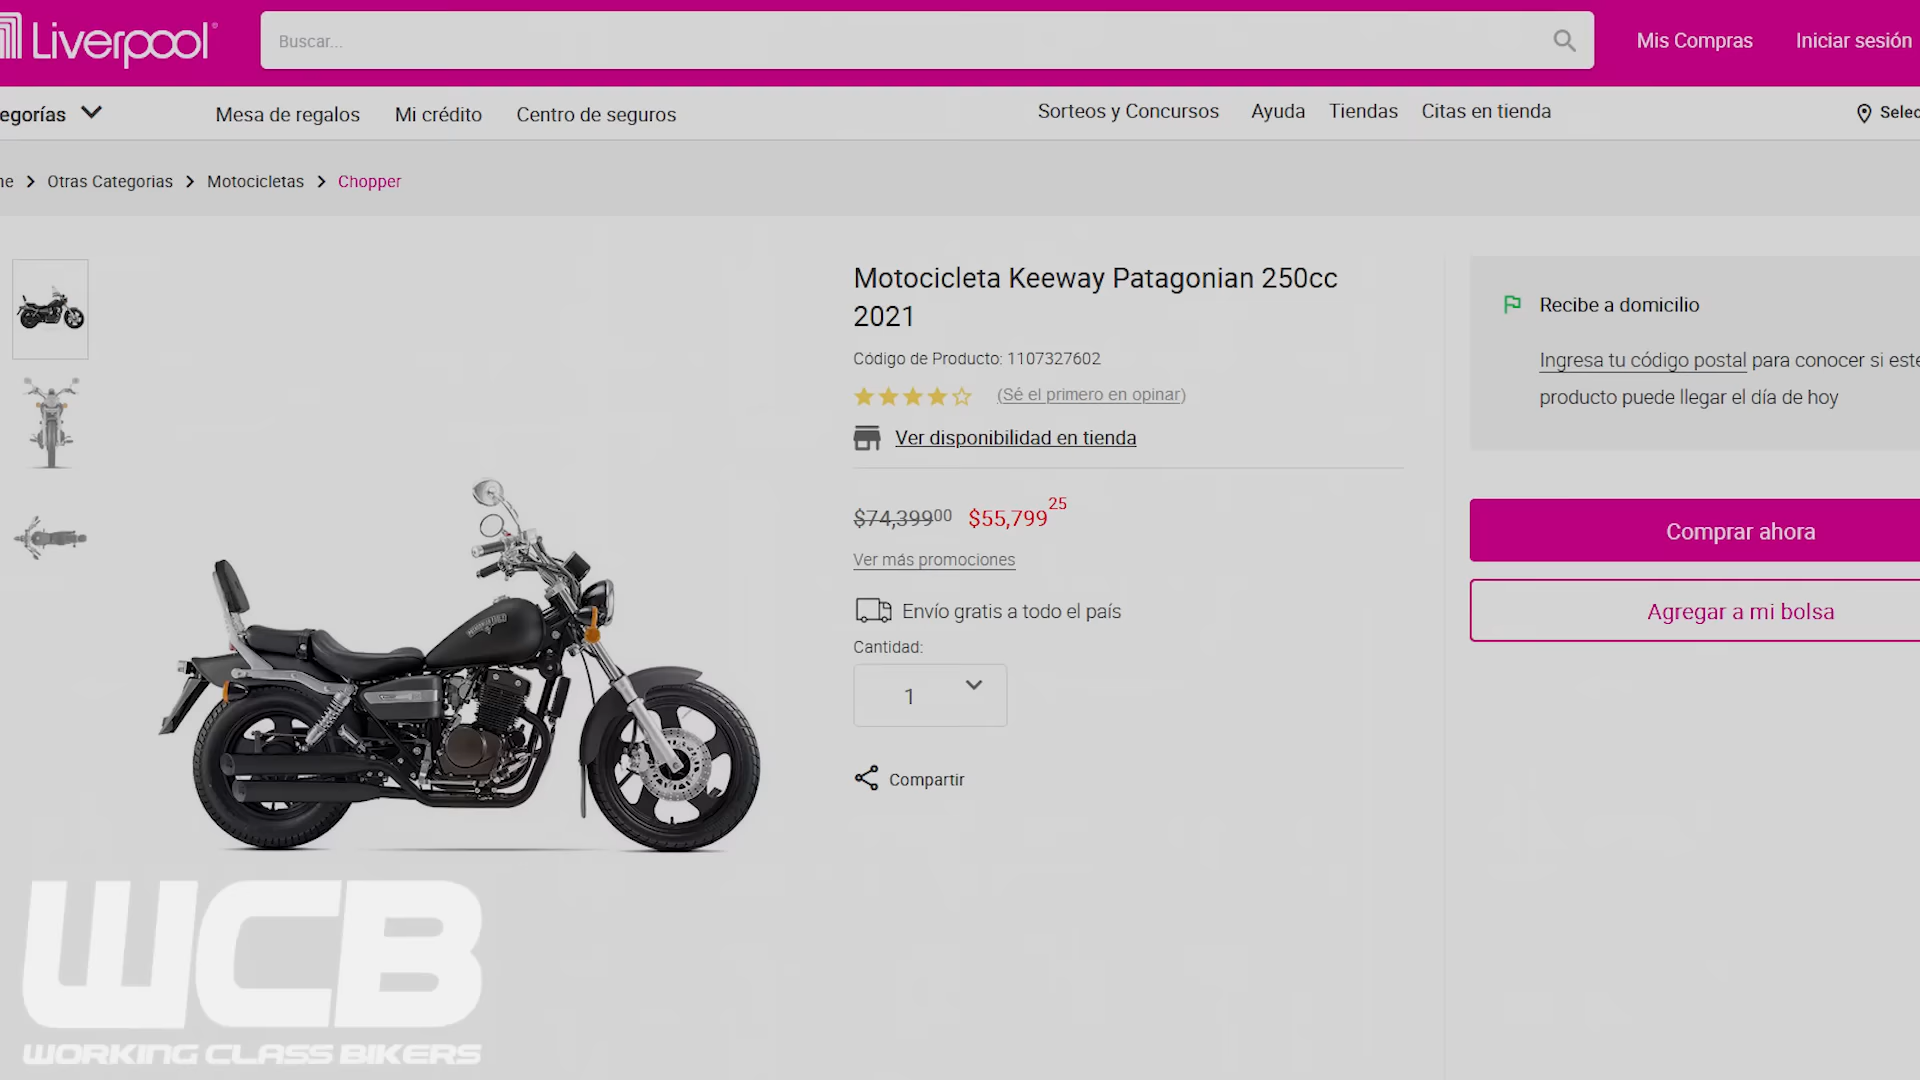 Liverpool
Buscar...
Mis Compras
Iniciar sesión
egorías
Mesa de regalos
Mi crédito
Centro de seguros
Sorteos y Concursos
Ayuda
Tiendas
Citas en tienda
Selec
ne > Otras Categorias > Motocicletas > Chopper
Motocicleta Keeway Patagonian 250cc
2021
Código de Producto: 1107327602
(Sé el primero en opinar)
Ver disponibilidad en tienda
$74,39900 $55,79925
Ver más promociones
Envío gratis a todo el país
Cantidad:
1
Compartir
Recibe a domicilio
Ingresa tu código postal para conocer si este
producto puede llegar el día de hoy
Comprar ahora
Agregar a mi bolsa
WCB
WORKING CLASS BIKERS